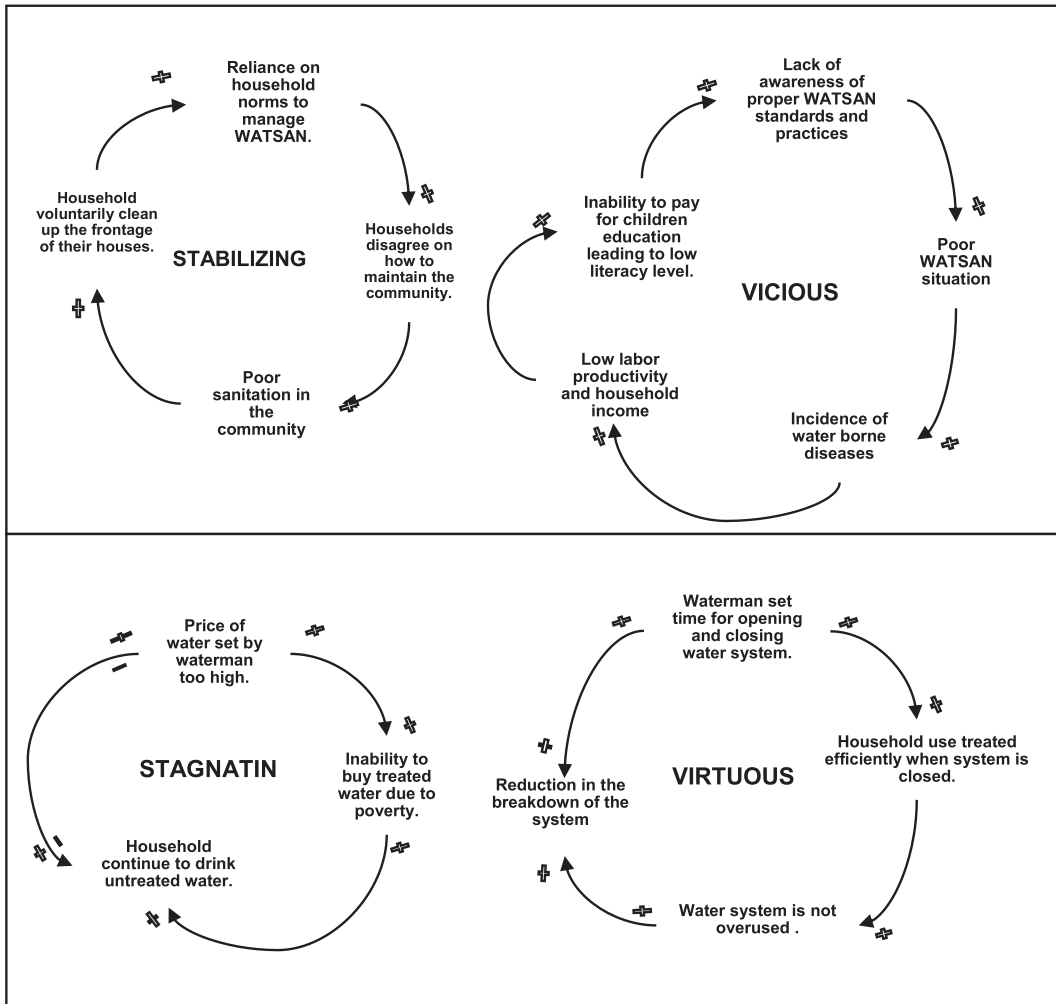 Reliance on
household
norms to
manage
WATSAN.
Household
voluntarily clean
up the frontage
of their houses.
STABILIZING
Households
disagree on
how to
maintain the
community.
Poor
sanitation in
the
community
Lack of
awareness of
proper WATSAN
standards and
practices
Inability to pay
for children
education
leading to low
literacy level.
VICIOUS
Poor
WATSAN
situation
Low labor
productivity
and household
income
Incidence of
water borne
diseases
Price of
water set by
waterman
too high.
STAGNATIN
Inability to
buy treated
water due to
poverty.
Household
continue to drink
untreated water.
Waterman set
time for opening
and closing
water system.
Household use treated
efficiently when system is
closed.
VIRTUOUS
Reduction in the
breakdown of the
system
Water system is not
overused .